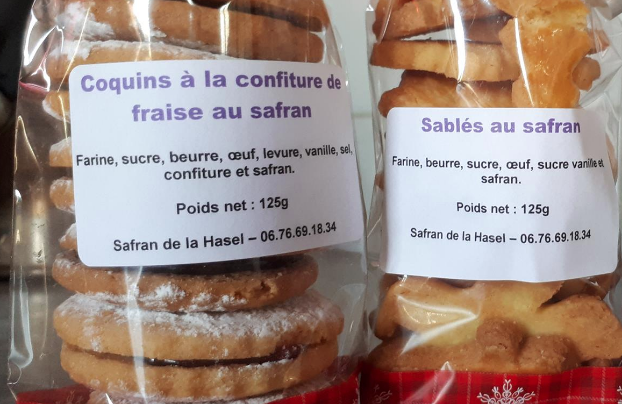 Coquins à la confiture de
fraise au safran
Farine, sucre, beurre, œuf, levure, vanille, sel,
confiture et safran.
Poids net : 125g
Safran de la Hasel – 06.76.69.18.34
Sablés au safran
Farine, beurre, sucre, œuf, sucre vanille et
safran.
Poids net : 125g
Safran de la Hasel – 06.76.69.18.34